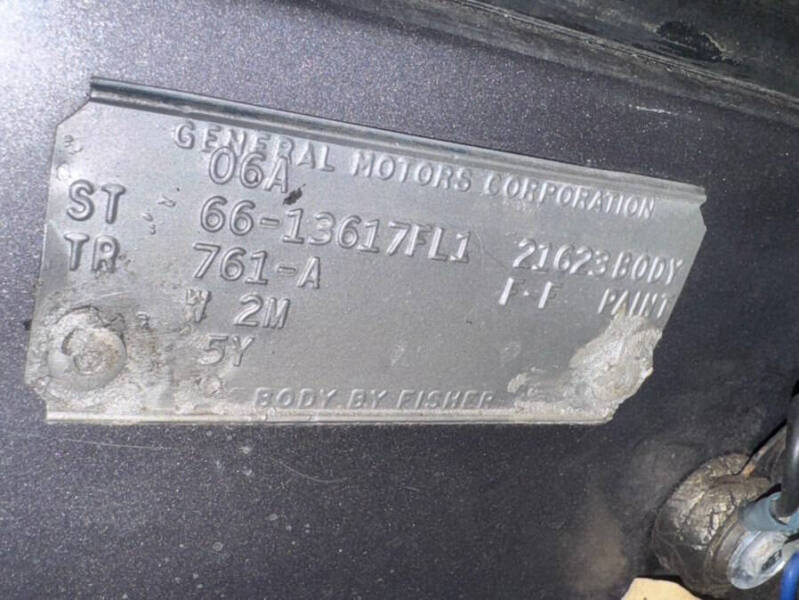 GENERAL MOTORS CORPORATION
06A
ST 66-13617FL1 21623 BODY
TR 761-A F-F PAINT
W 2M
5Y
BODY BY FISHER